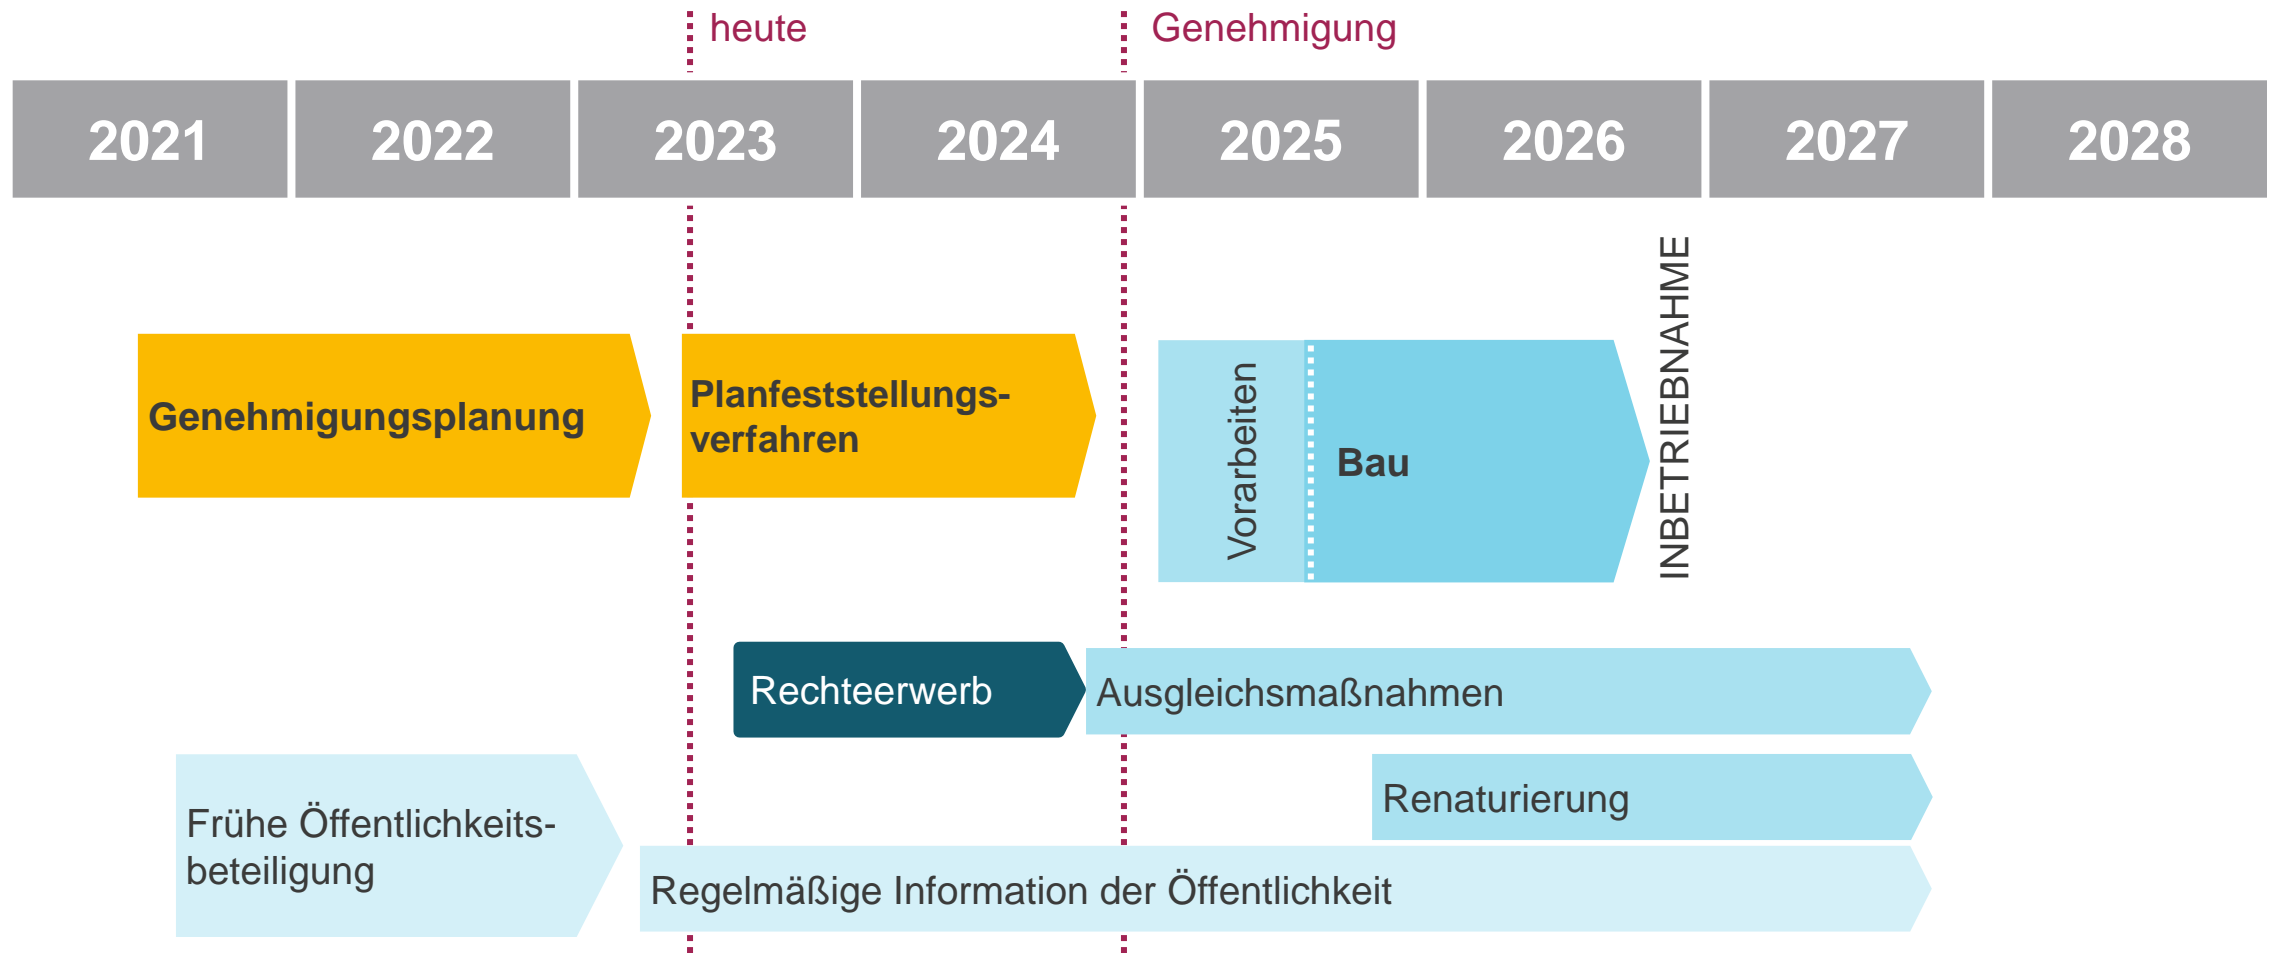 heute
Genehmigung
2021
2022
2023
2024
2025
2026
2027
2028
INBETRIEBNAHME
Genehmigungsplanung
Planfeststellungs-
verfahren
Vorarbeiten
Bau
Rechteerwerb
Ausgleichsmaßnahmen
Renaturierung
Frühe Öffentlichkeits-
beteiligung
Regelmäßige Information der Öffentlichkeit